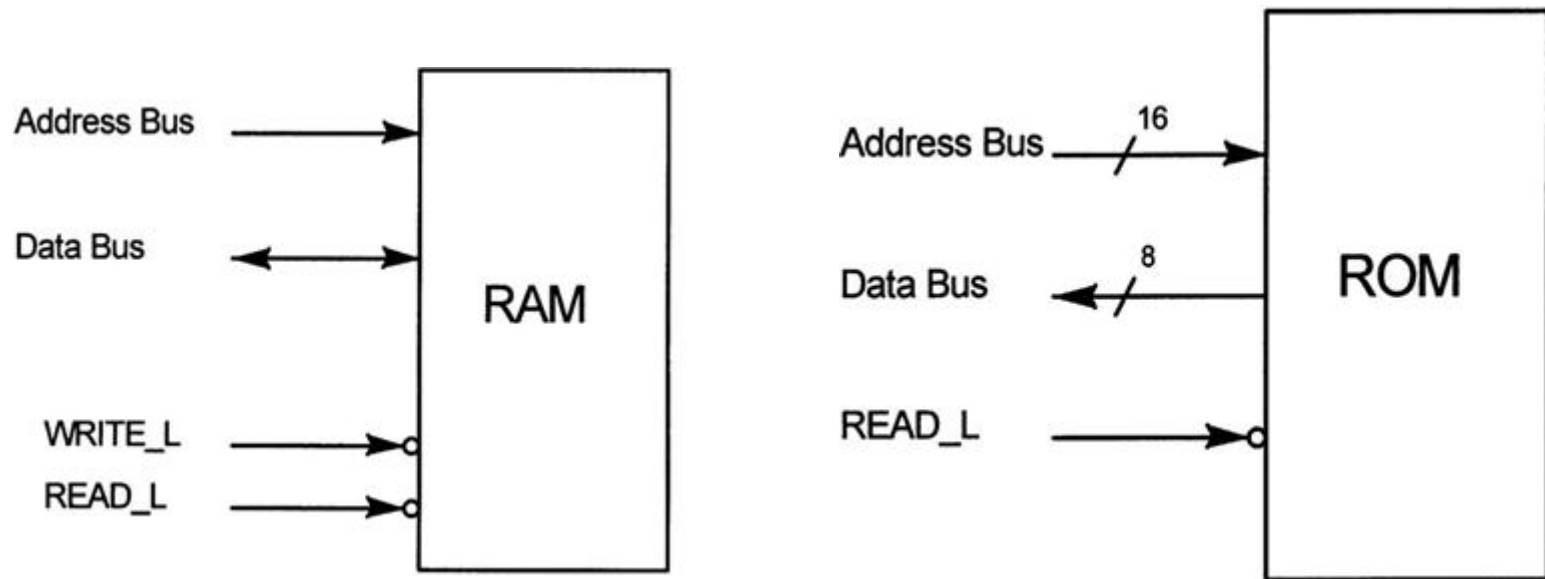 Address Bus
Data Bus
RAM
WRITE_L
READ_L
Address Bus
16
Data Bus
8
ROM
READ_L